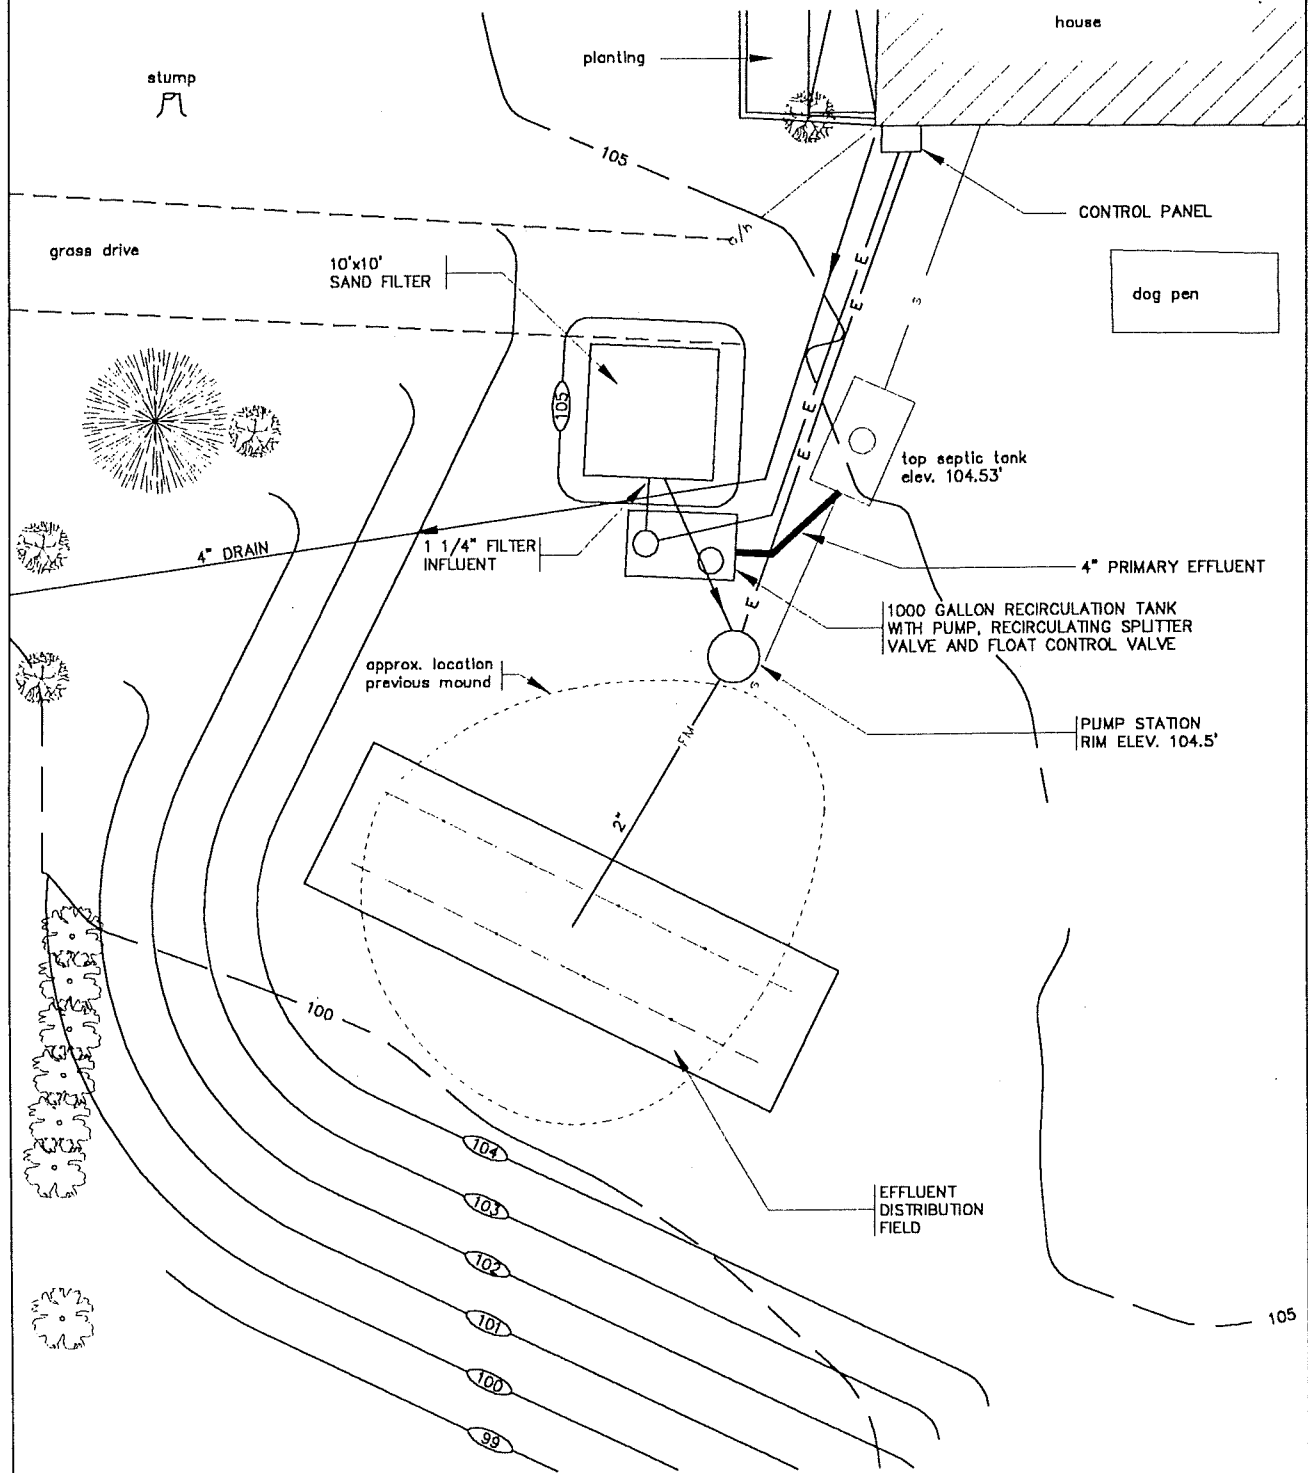 house
planting
stump
105
CONTROL PANEL
o/h
grass drive
10'x10'
SAND FILTER
E
E
S
dog pen
105
E
E
top septic tank
elev. 104.53'
4" DRAIN
1 1/4" FILTER
INFLUENT
4" PRIMARY EFFLUENT
E
1000 GALLON RECIRCULATION TANK
WITH PUMP, RECIRCULATING SPLITTER
VALVE AND FLOAT CONTROL VALVE
approx. location
previous mound
S
FM
PUMP STATION
RIM ELEV. 104.5'
2"
100
104
EFFLUENT
DISTRIBUTION
FIELD
103
102
101
105
100
99